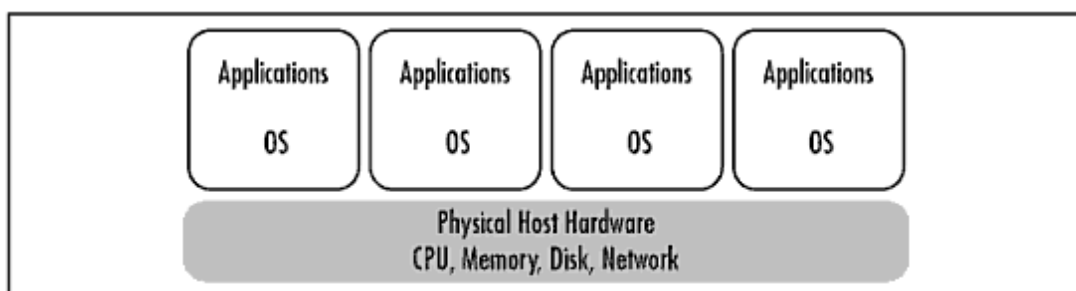 Applications
OS
Applications
OS
Applications
OS
Applications
OS
Physical Host Hardware
CPU, Memory, Disk, Network